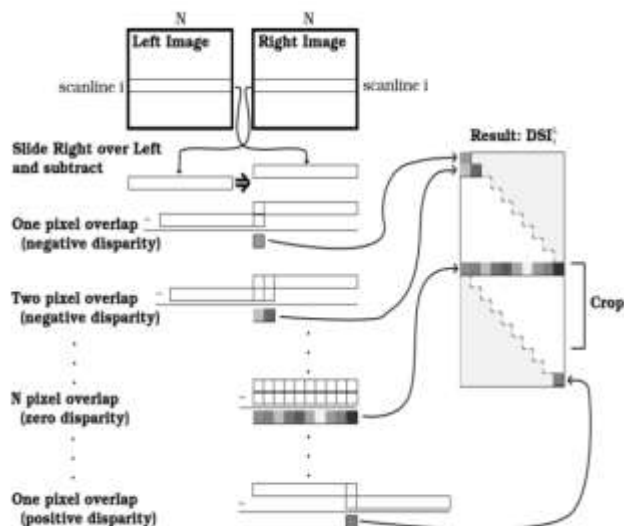 N
N
Left Image
Right Image
scanline i
scanline i
Slide Right over Left
and subtract
Result: DSI
One pixel overlap
(negative disparity)
Two pixel overlap
(negative disparity)
Crop
N pixel overlap
(zero disparity)
One pixel overlap
(positive disparity)